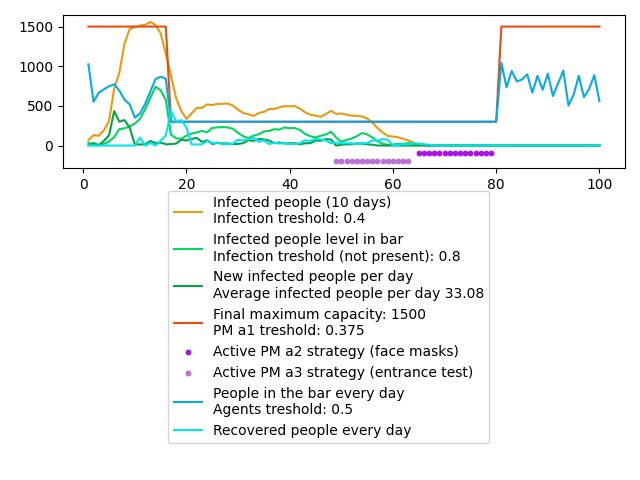 1500
1000
500
0
0
20
40
60
80
100
Infected people (10 days)
Infection treshold: 0.4
Infected people level in bar
Infection treshold (not present): 0.8
New infected people per day
Average infected people per day 33.08
Final maximum capacity: 1500
PM a1 treshold: 0.375
Active PM a2 strategy (face masks)
Active PM a3 strategy (entrance test)
People in the bar every day
Agents treshold: 0.5
Recovered people every day